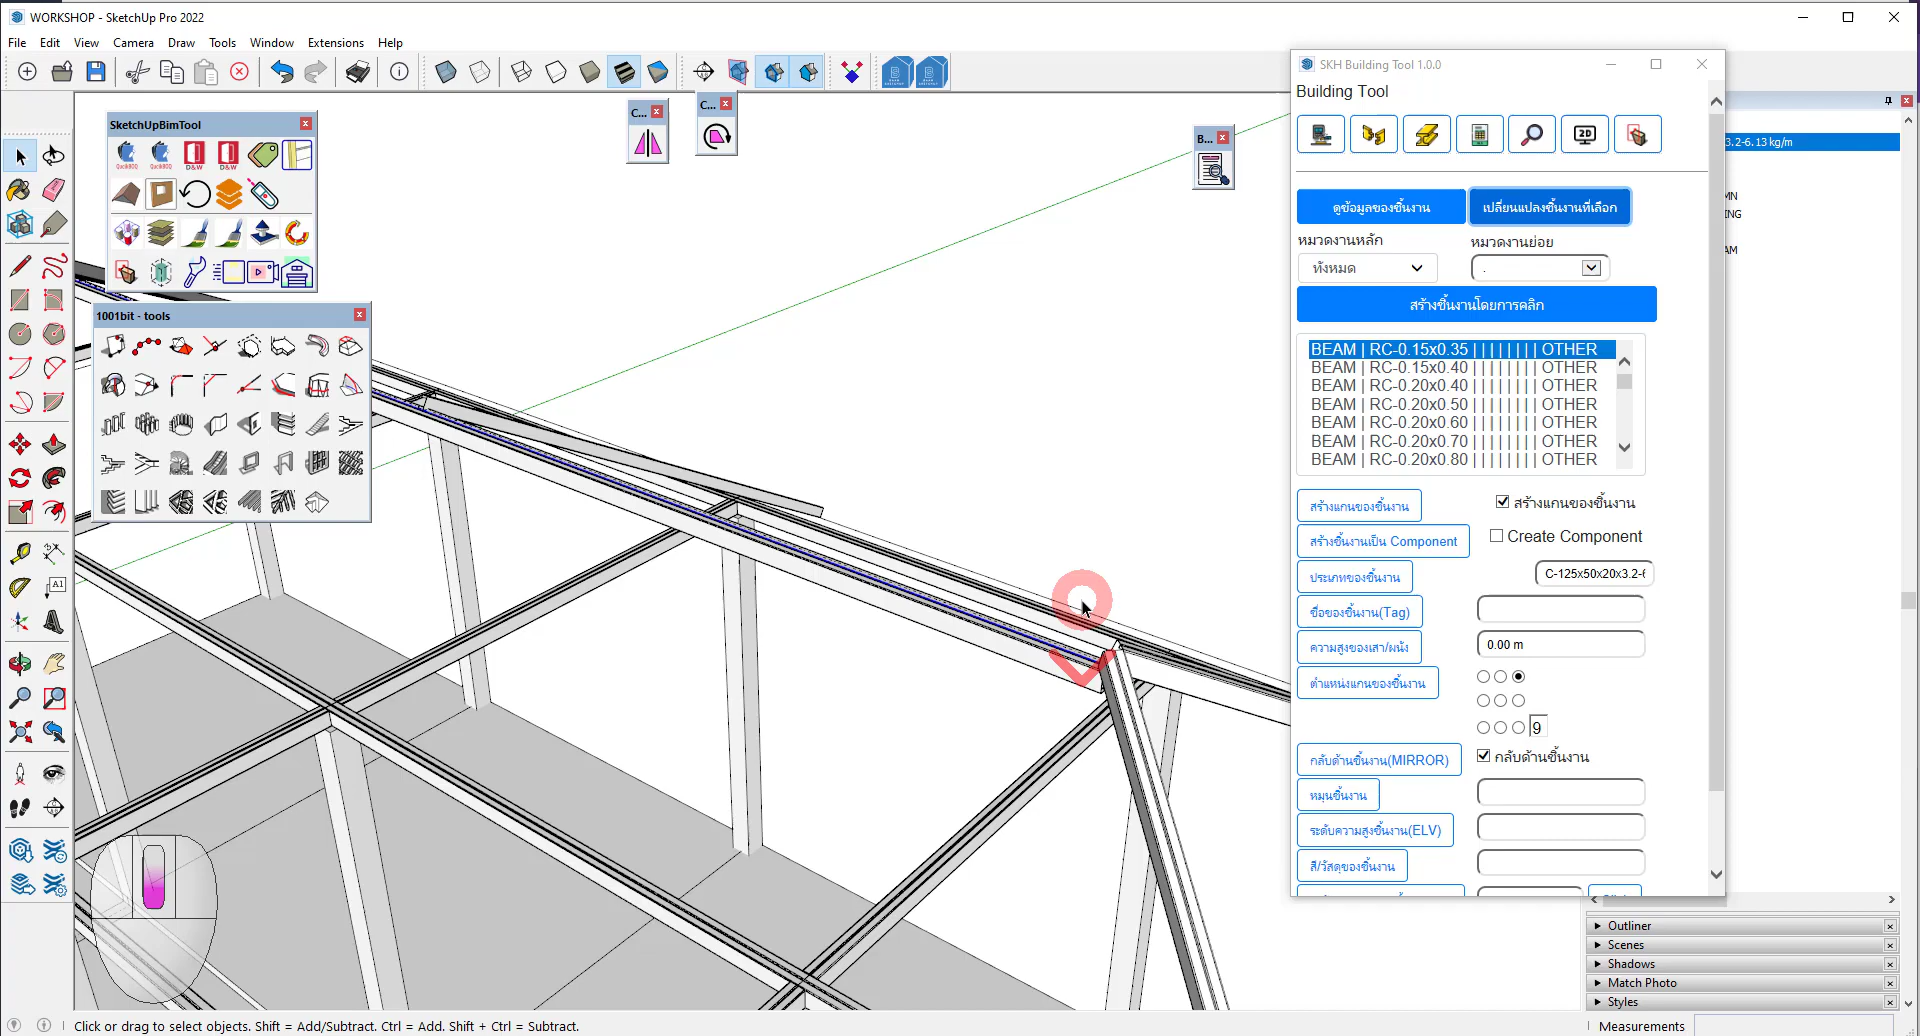 WORKSHOP - SketchUp Pro 2022
File Edit View Camera Draw Tools Window Extensions Help
SketchUpBimTool
D&W D&W
1001bit - tools
C...
C...
B...
SKH Building Tool 1.0.0
Building Tool
2D
3.2-6.13 kg/m
MN
NG
AM
ดูข้อมูลของชิ้นงาน เปลี่ยนแปลงชิ้นงานที่เลือก
หมวดงานหลัก หมวดงานย่อย
ทั้งหมด .
สร้างชิ้นงานโดยการคลิก
BEAM | RC-0.15x0.35 | | | | | | | | OTHER
BEAM | RC-0.15x0.40 | | | | | | | | OTHER
BEAM | RC-0.20x0.40 | | | | | | | | OTHER
BEAM | RC-0.20x0.50 | | | | | | | | OTHER
BEAM | RC-0.20x0.60 | | | | | | | | OTHER
BEAM | RC-0.20x0.70 | | | | | | | | OTHER
BEAM | RC-0.20x0.80 | | | | | | | | OTHER
สร้างแกนของชิ้นงาน สร้างแกนของชิ้นงาน
สร้างชิ้นงานเป็น Component Create Component
ประเภทของชิ้นงาน C-125x50x20x3.2-6
ชื่อของชิ้นงาน(Tag)
ความสูงของเสา/ผนัง 0.00 m
ตำแหน่งแกนของชิ้นงาน
9
กลับด้านชิ้นงาน(MIRROR) กลับด้านชิ้นงาน
หมุนชิ้นงาน
ระดับความสูงชิ้นงาน(ELV)
สี/วัสดุของชิ้นงาน
A1
Outliner
Scenes
Shadows
Match Photo
Styles
Click or drag to select objects. Shift = Add/Subtract. Ctrl = Add. Shift + Ctrl = Subtract.
Measurements